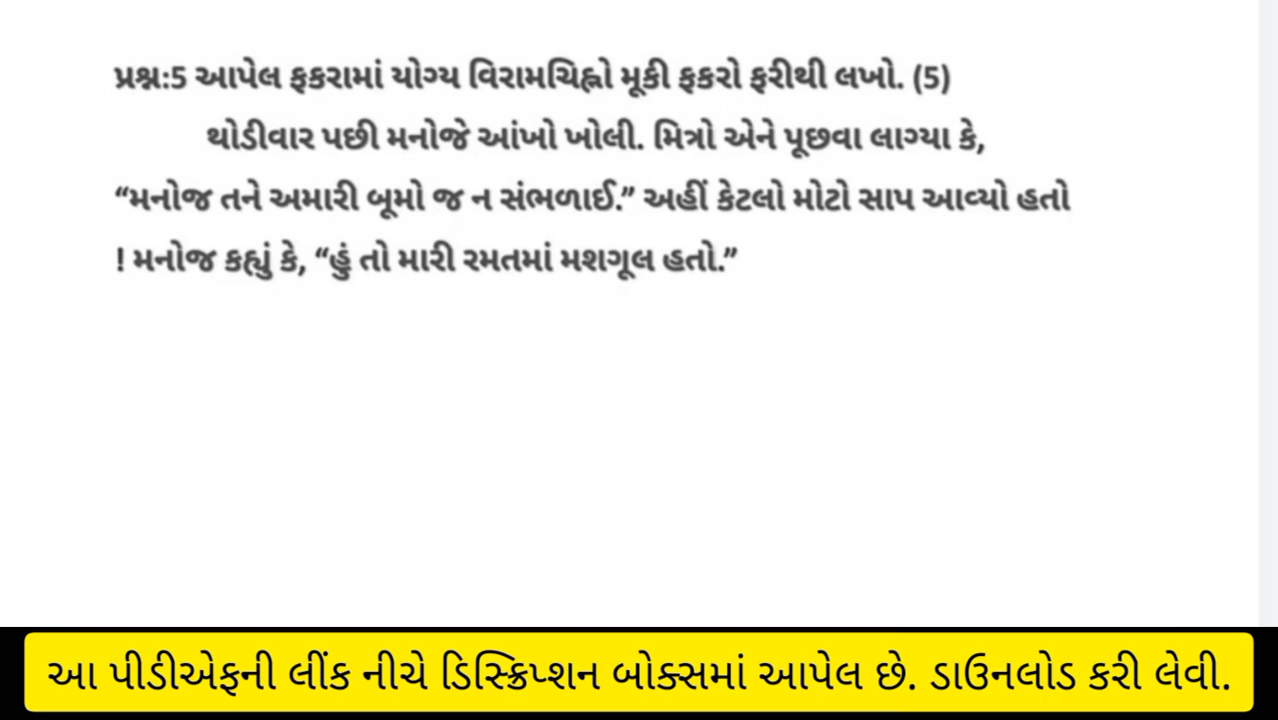 પ્રશ્ન:5 આપેલ ફકરામાં યોગ્ય વિરામચિહ્નો મૂકી ફકરો ફરીથી લખો. (5)
થોડીવાર પછી મનોજે આંખો ખોલી. મિત્રો એને પૂછવા લાગ્યા કે,
“મનોજ તને અમારી બૂમો જ ન સંભળાઈ.” અહીં કેટલો મોટો સાપ આવ્યો હતો
! મનોજ કહ્યું કે, “હું તો મારી રમતમાં મશગૂલ હતો.”
આ પીડીએફની લીંક નીચે ડિસ્ક્રિપ્શન બોક્સમાં આપેલ છે. ડાઉનલોડ કરી લેવી.